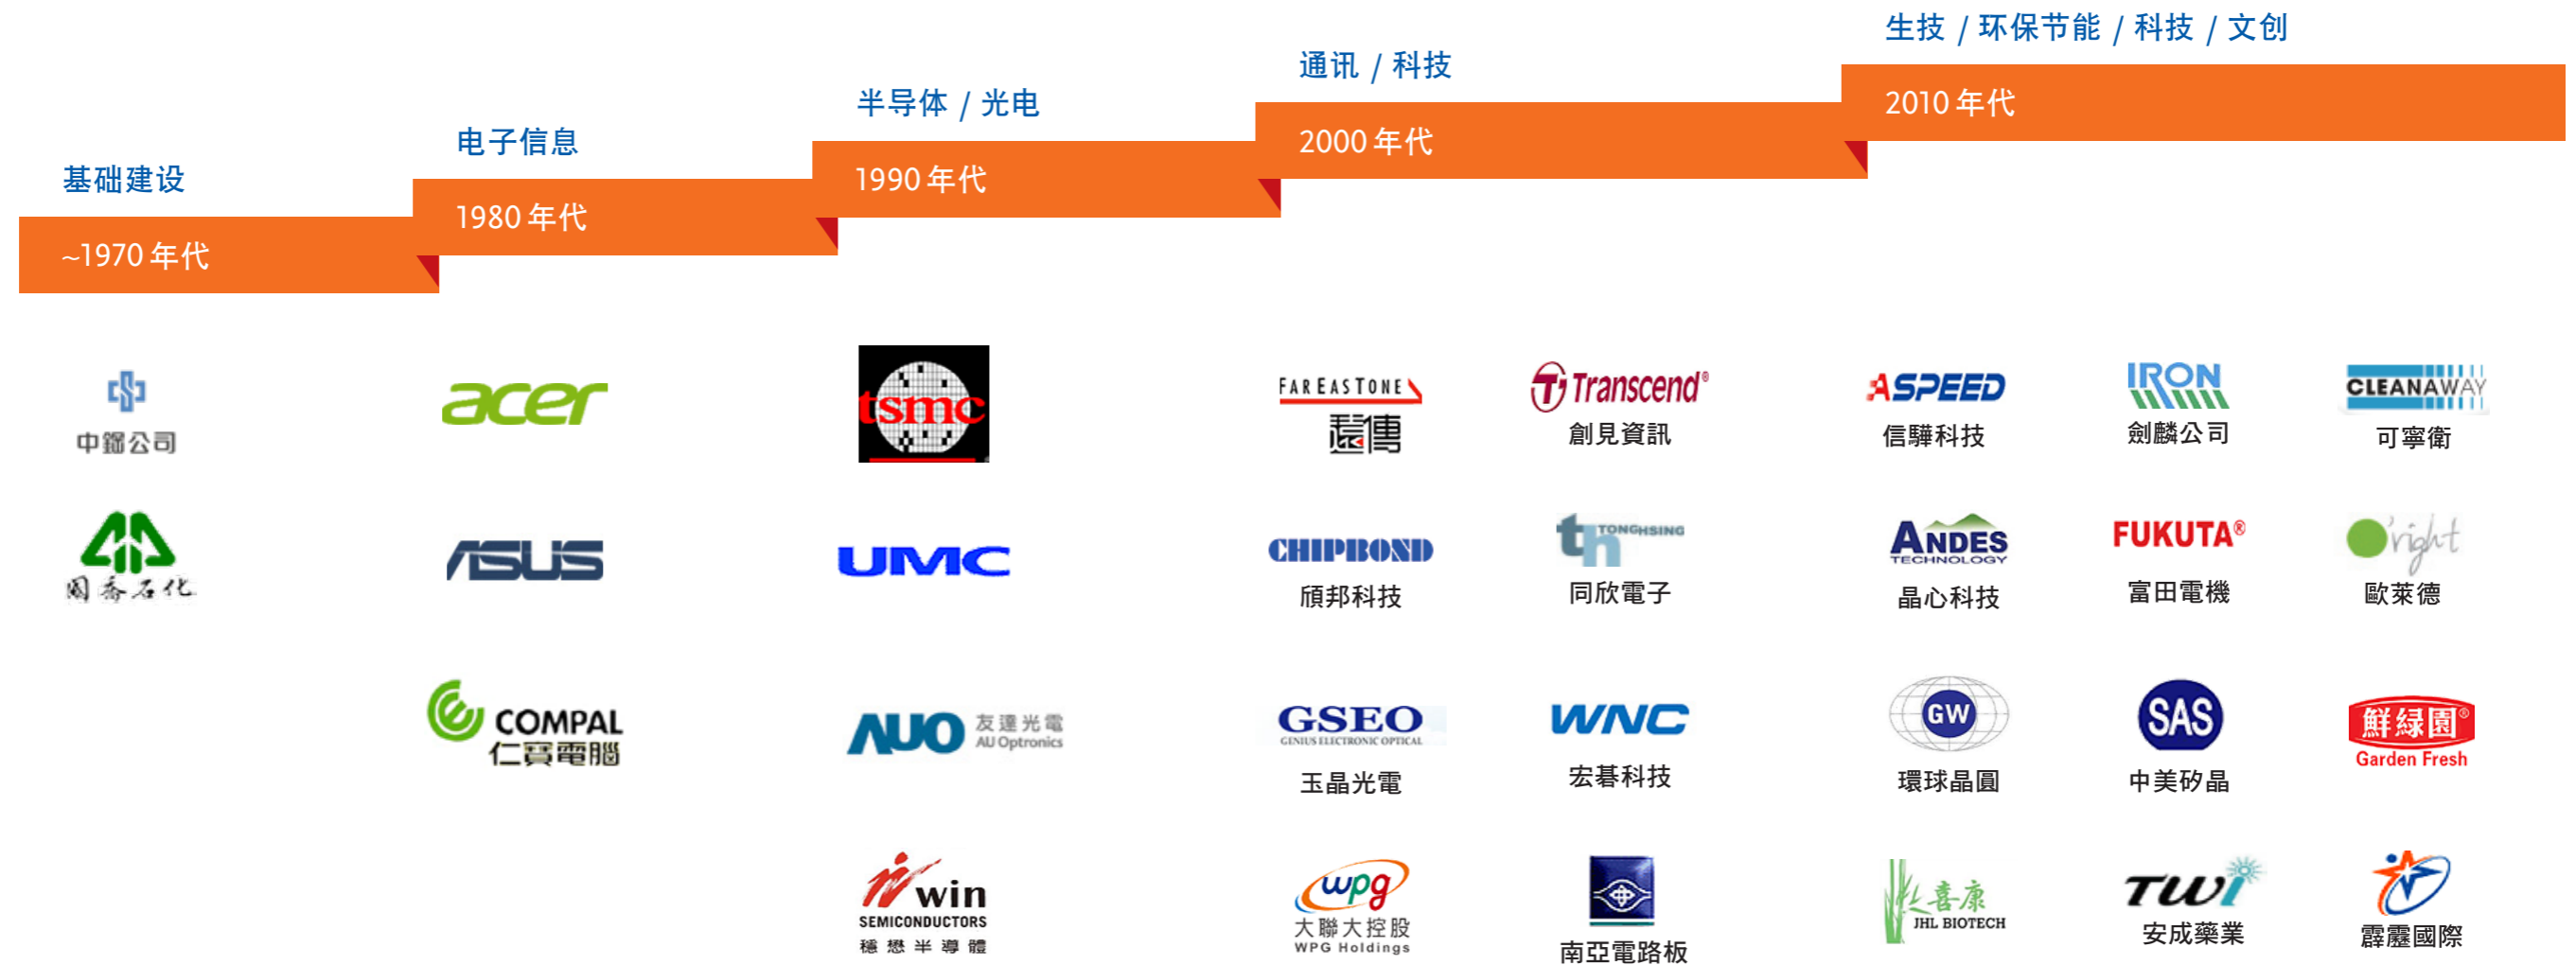 基础建设
~1970 年代
中鋼公司
國喬石化
电子信息
1980 年代
acer
ASUS
COMPAL
仁寶電腦
半导体 / 光电
1990 年代
tsmc
UMC
AUO 友達光電
AU Optronics
win
SEMICONDUCTORS
穩懋半導體
通讯 / 科技
2000 年代
FAREASTONE
遠傳
Transcend®
創見資訊
CHIPBOND
頎邦科技
th TONGHSING
同欣電子
GSEO
GENIUS ELECTRONIC OPTICAL
玉晶光電
WNC
宏碁科技
wpg
大聯大控股
WPG Holdings
南亞電路板
生技 / 环保节能 / 科技 / 文创
2010 年代
ASPEED
信驊科技
IRON
劍麟公司
CLEANAWAY
可寧衛
ANDES
TECHNOLOGY
晶心科技
FUKUTA®
富田電機
O'right
歐萊德
GW
環球晶圓
SAS
中美矽晶
鮮緑園®
Garden Fresh
喜康
JHL BIOTECH
TWi
安成藥業
霹靂國際